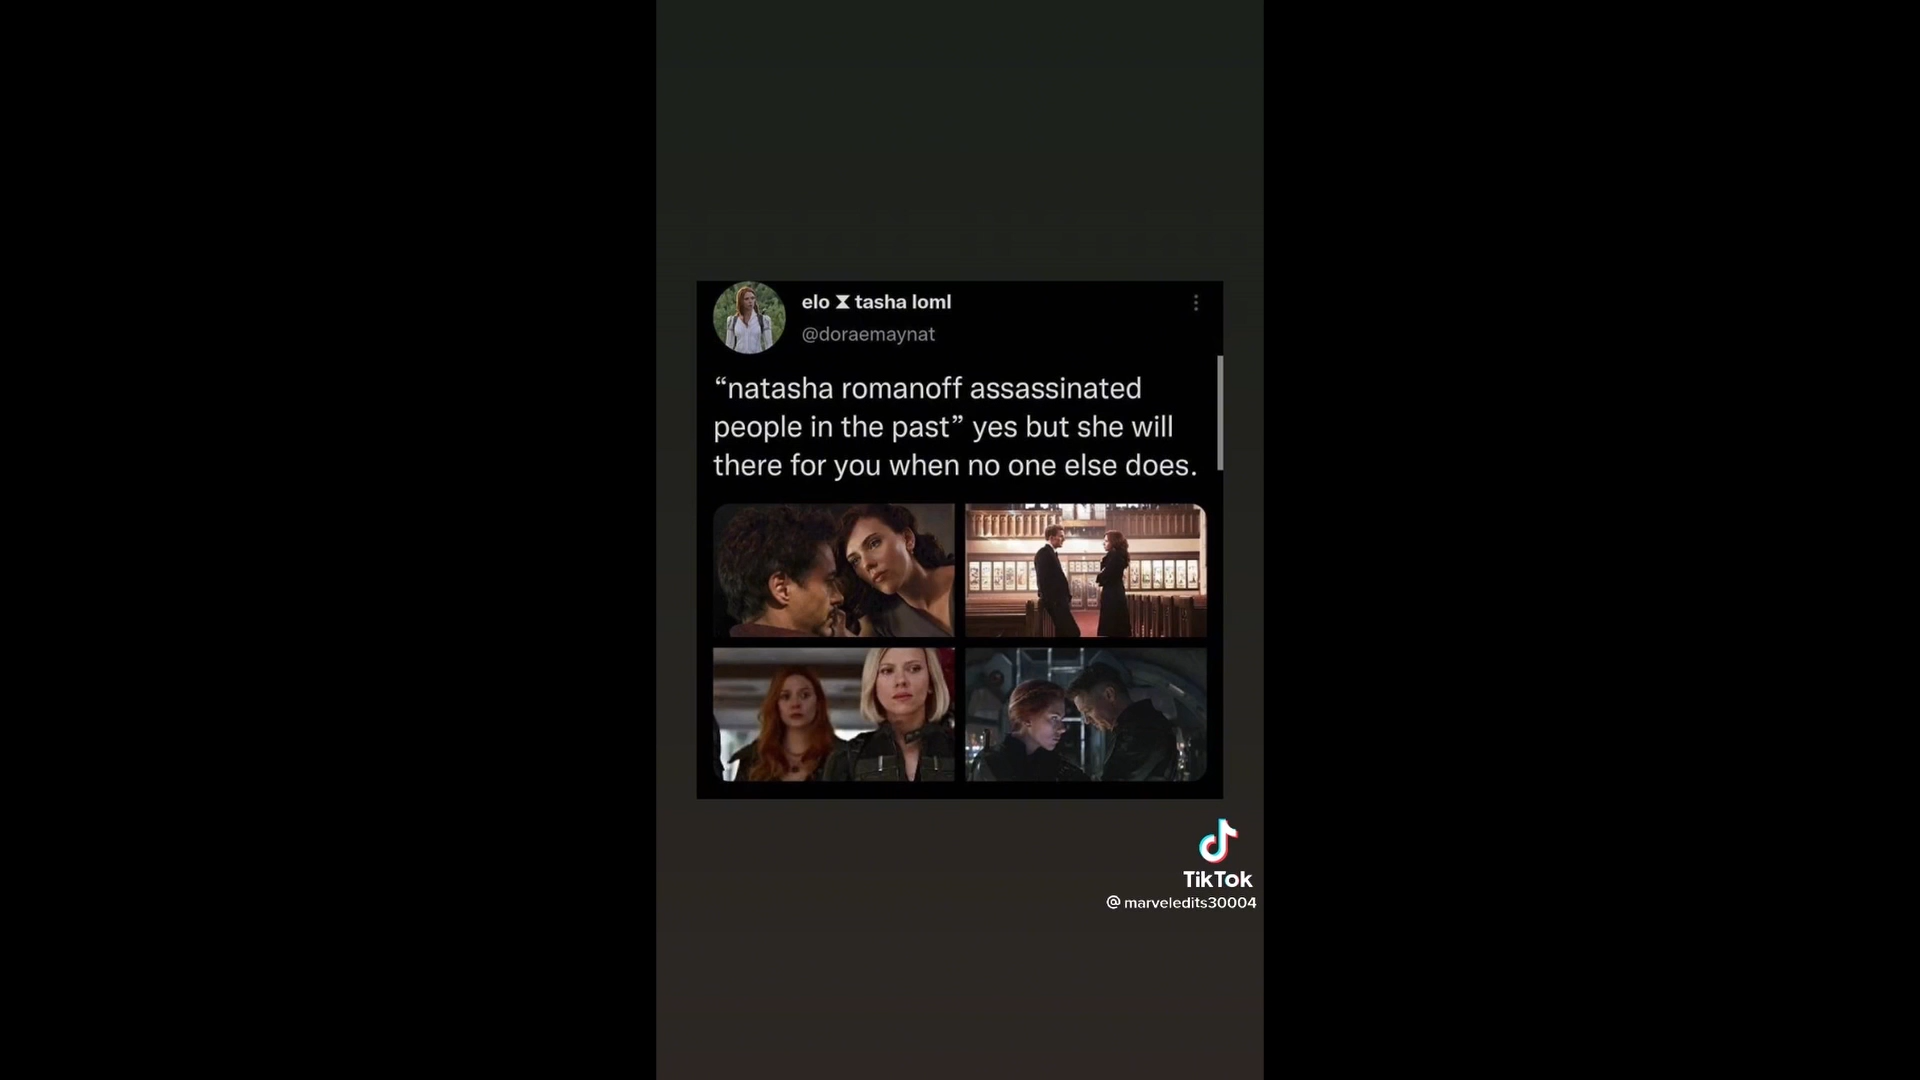 elo ⧗ tasha loml
@doraemaynat
“natasha romanoff assassinated
people in the past” yes but she will
there for you when no one else does.
TikTok
@marveledits30004